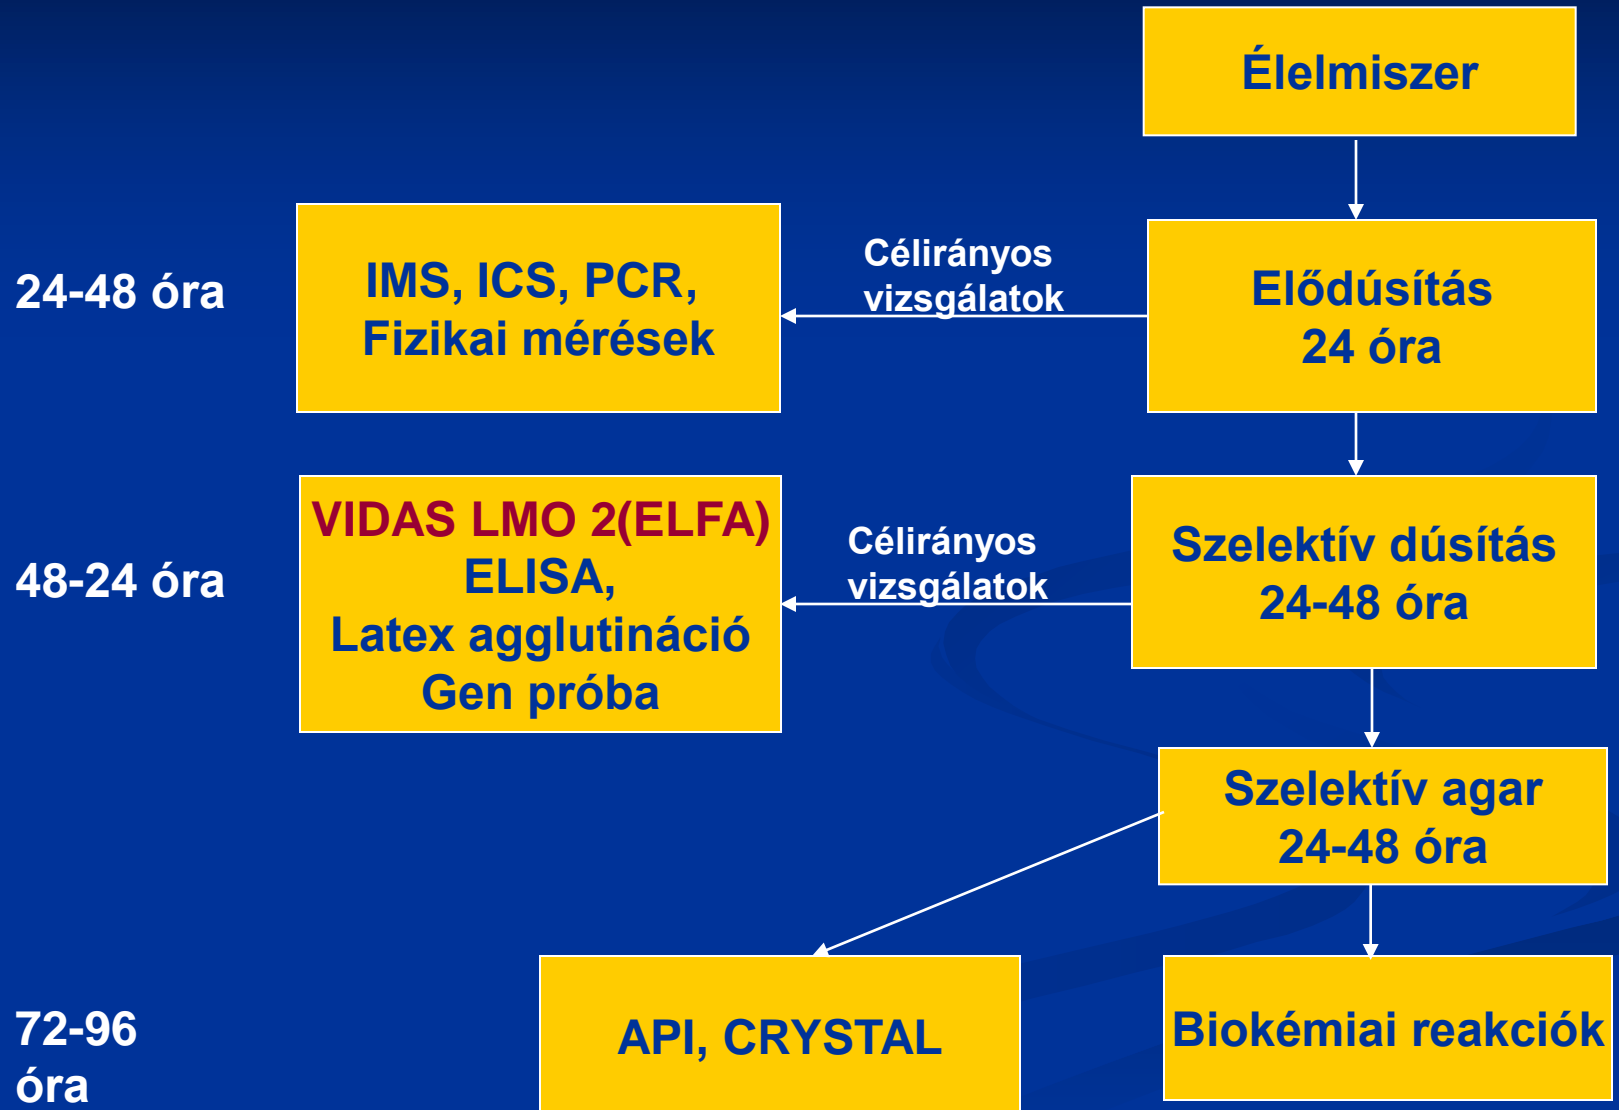 Élelmiszer
24-48 óra
IMS, ICS, PCR,
Fizikai mérések
Célirányos
vizsgálatok
Elődúsítás
24 óra
48-24 óra
VIDAS LMO 2(ELFA)
ELISA,
Latex agglutináció
Gen próba
Célirányos
vizsgálatok
Szelektív dúsítás
24-48 óra
Szelektív agar
24-48 óra
72-96
óra
API, CRYSTAL
Biokémiai reakciók